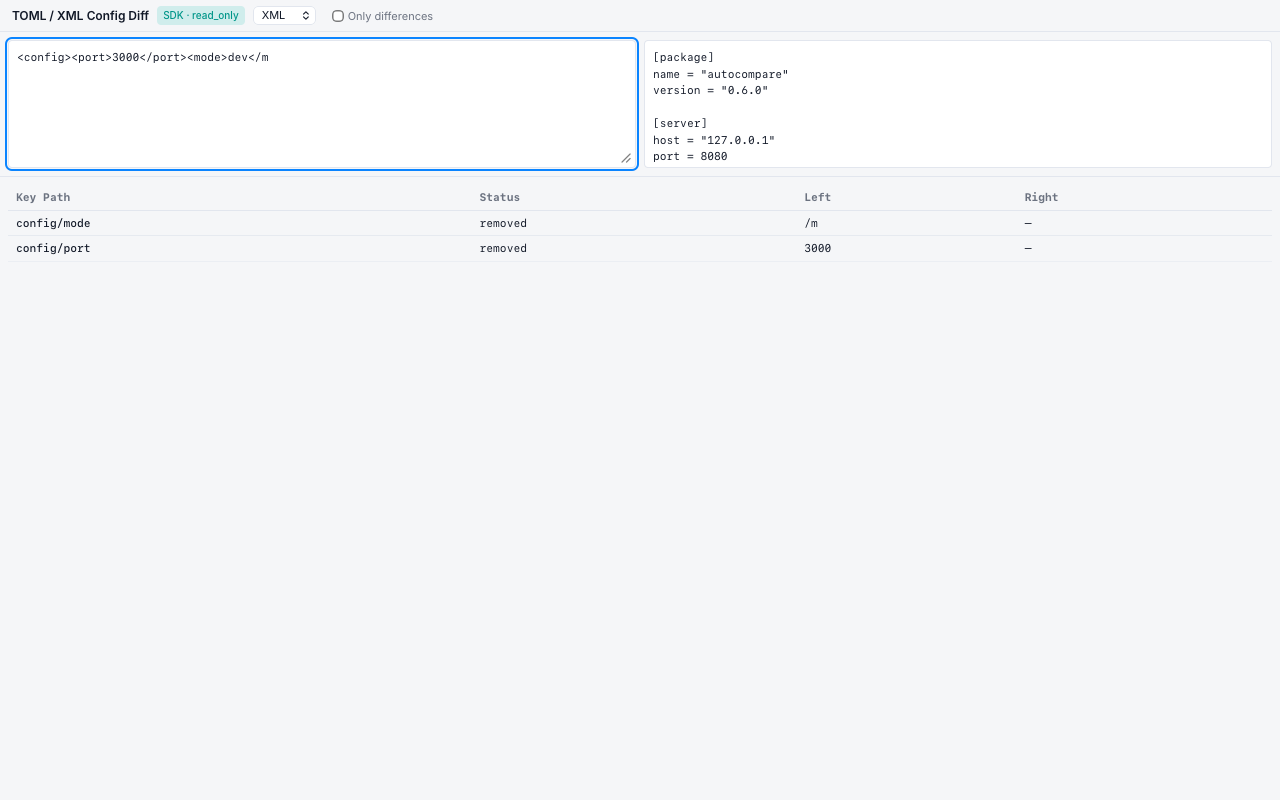 TOML / XML Config Diff SDK · read_only XML Only differences
<config><port>3000</port><mode>dev</m
[package]
name = "autocompare"
version = "0.6.0"
[server]
host = "127.0.0.1"
port = 8080
Key Path Status Left Right
config/mode removed /m —
config/port removed 3000 —